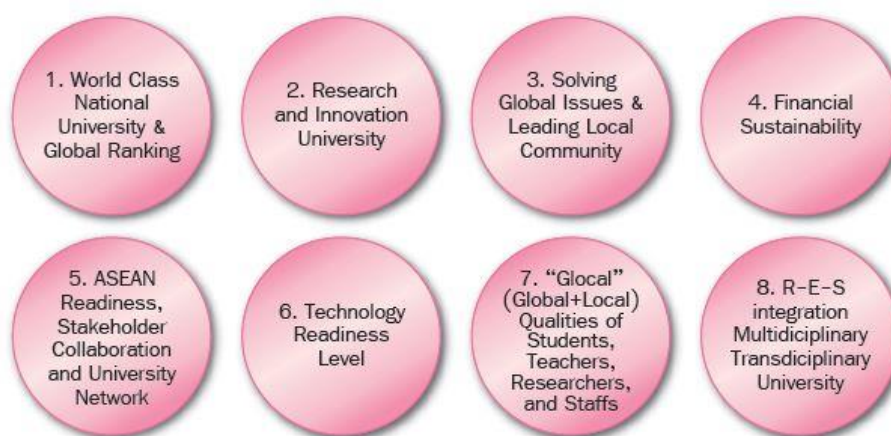 1. World Class
National
University &
Global Ranking
2. Research
and Innovation
University
3. Solving
Global Issues &
Leading Local
Community
4. Financial
Sustainability
5. ASEAN
Readiness,
Stakeholder
Collaboration
and University
Network
6. Technology
Readiness
Level
7. “Glocal”
(Global+Local)
Qualities of
Students,
Teachers,
Researchers,
and Staffs
8. R-E-S
integration
Multidiciplinary
Transdiciplinary
University